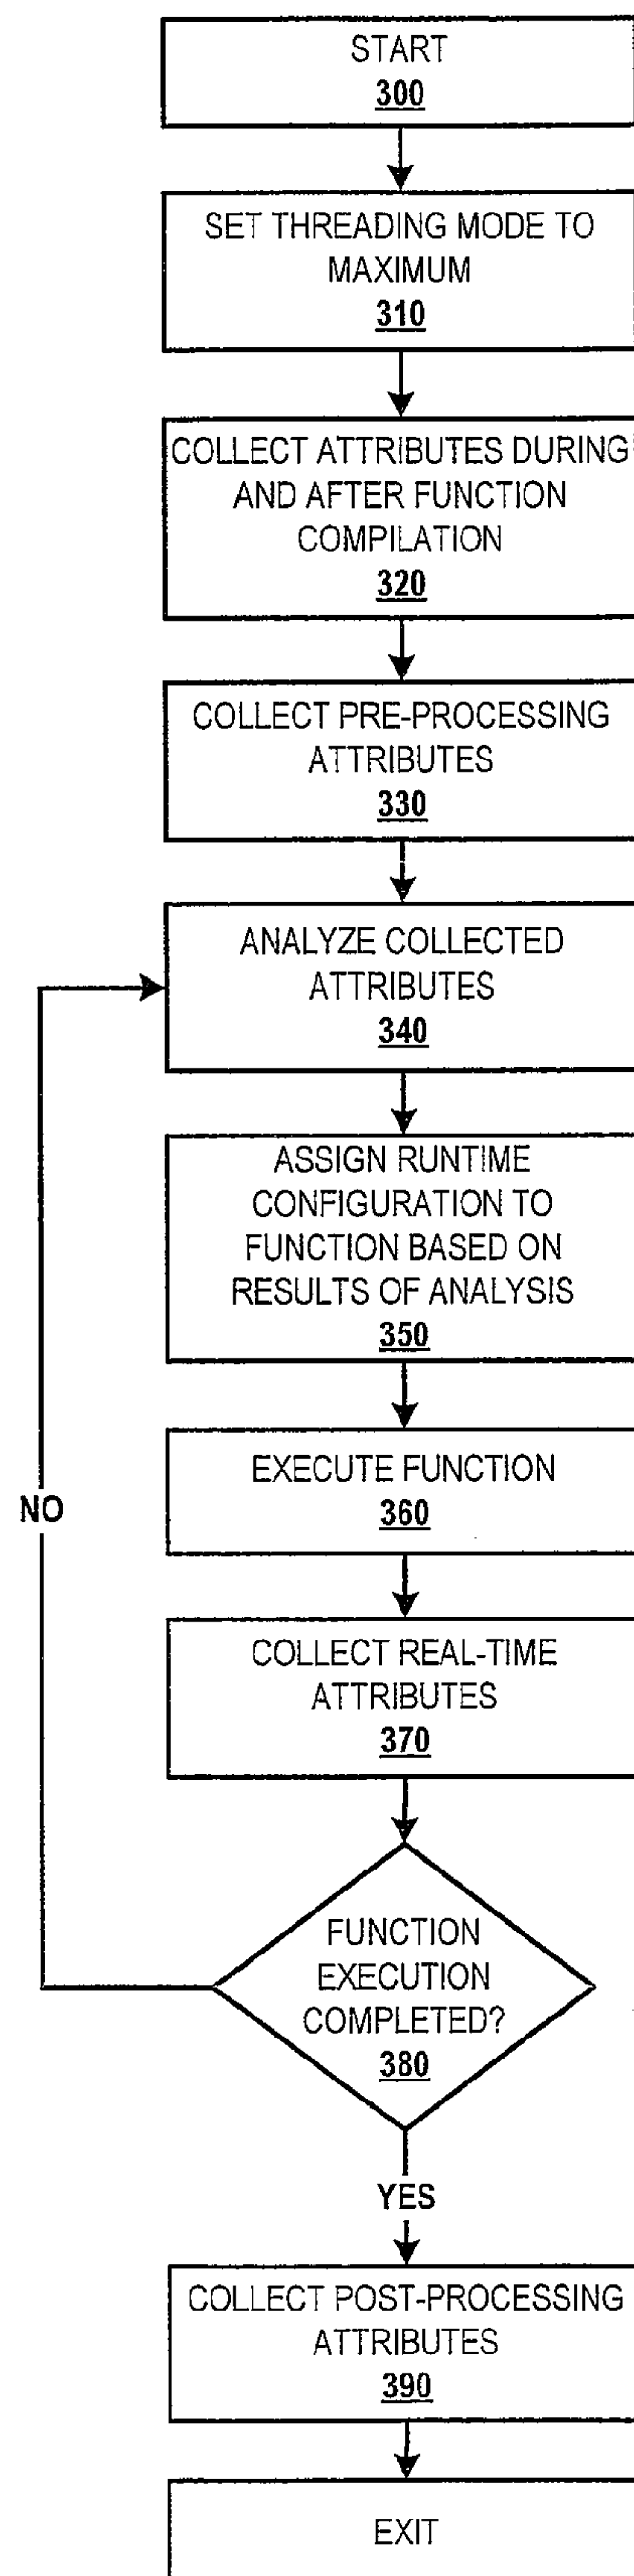 START
300
SET THREADING MODE TO
MAXIMUM
310
COLLECT ATTRIBUTES DURING
AND AFTER FUNCTION
COMPILATION
320
COLLECT PRE-PROCESSING
ATTRIBUTES
330
ANALYZE COLLECTED
ATTRIBUTES
340
ASSIGN RUNTIME
CONFIGURATION TO
FUNCTION BASED ON
RESULTS OF ANALYSIS
350
EXECUTE FUNCTION
360
NO
COLLECT REAL-TIME
ATTRIBUTES
370
FUNCTION
EXECUTION
COMPLETED?
380
YES
COLLECT POST-PROCESSING
ATTRIBUTES
390
EXIT